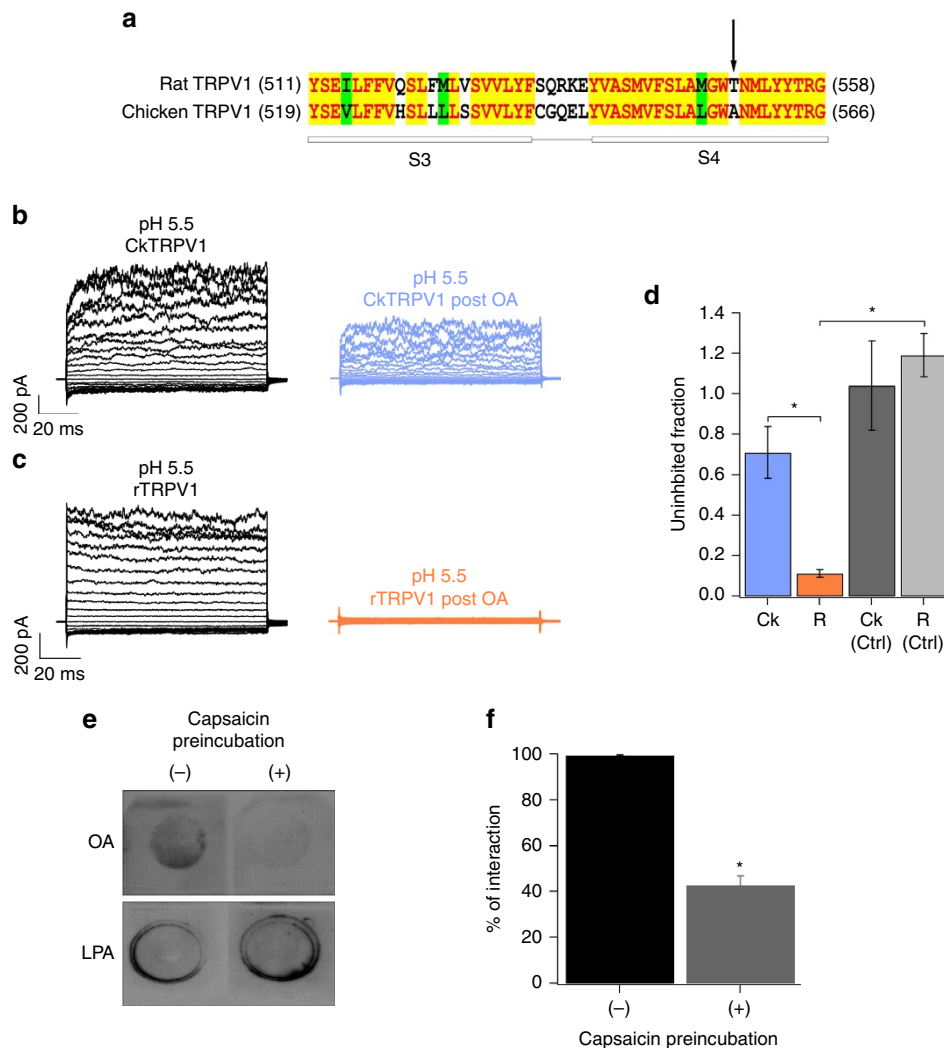 a
Rat TRPV1 (511) YSEILFFVQSLFMLVSVVLYFSQRKEYVASMVFSLAMGWTNMLYYTRG (558)
Chicken TRPV1 (519) YSEVLFFVHSLLLLSSVVLYFCGQELYVASMVFSLALGWANMLYYTRG (566)
S3 S4
b
pH 5.5
CkTRPV1
pH 5.5
CkTRPV1 post OA
200 pA
20 ms
c
pH 5.5
rTRPV1
pH 5.5
rTRPV1 post OA
200 pA
20 ms
d
Uninhbited fraction
1.4
1.2
1.0
0.8
0.6
0.4
0.2
0.0
*
*
Ck R Ck (Ctrl) R (Ctrl)
e
Capsaicin
preincubation
(–) (+)
OA
LPA
f
% of interaction
100
80
60
40
20
0
*
(–) (+)
Capsaicin preincubation